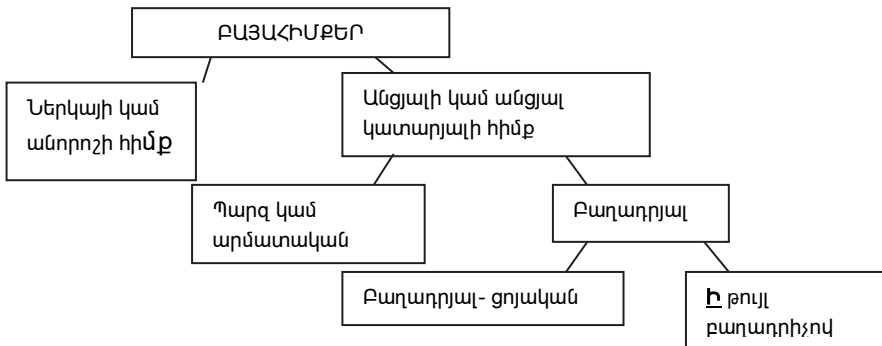 ԲԱՅԱՀԻՄՔԵՐ
Ներկայի կամ
անորոշի հիմք
Անցյալի կամ անցյալ
կատարյալի հիմք
Պարզ կամ
արմատական
Բաղադրյալ
Բաղադրյալ- ցոյական
Ի թույլ
բաղադրիչով